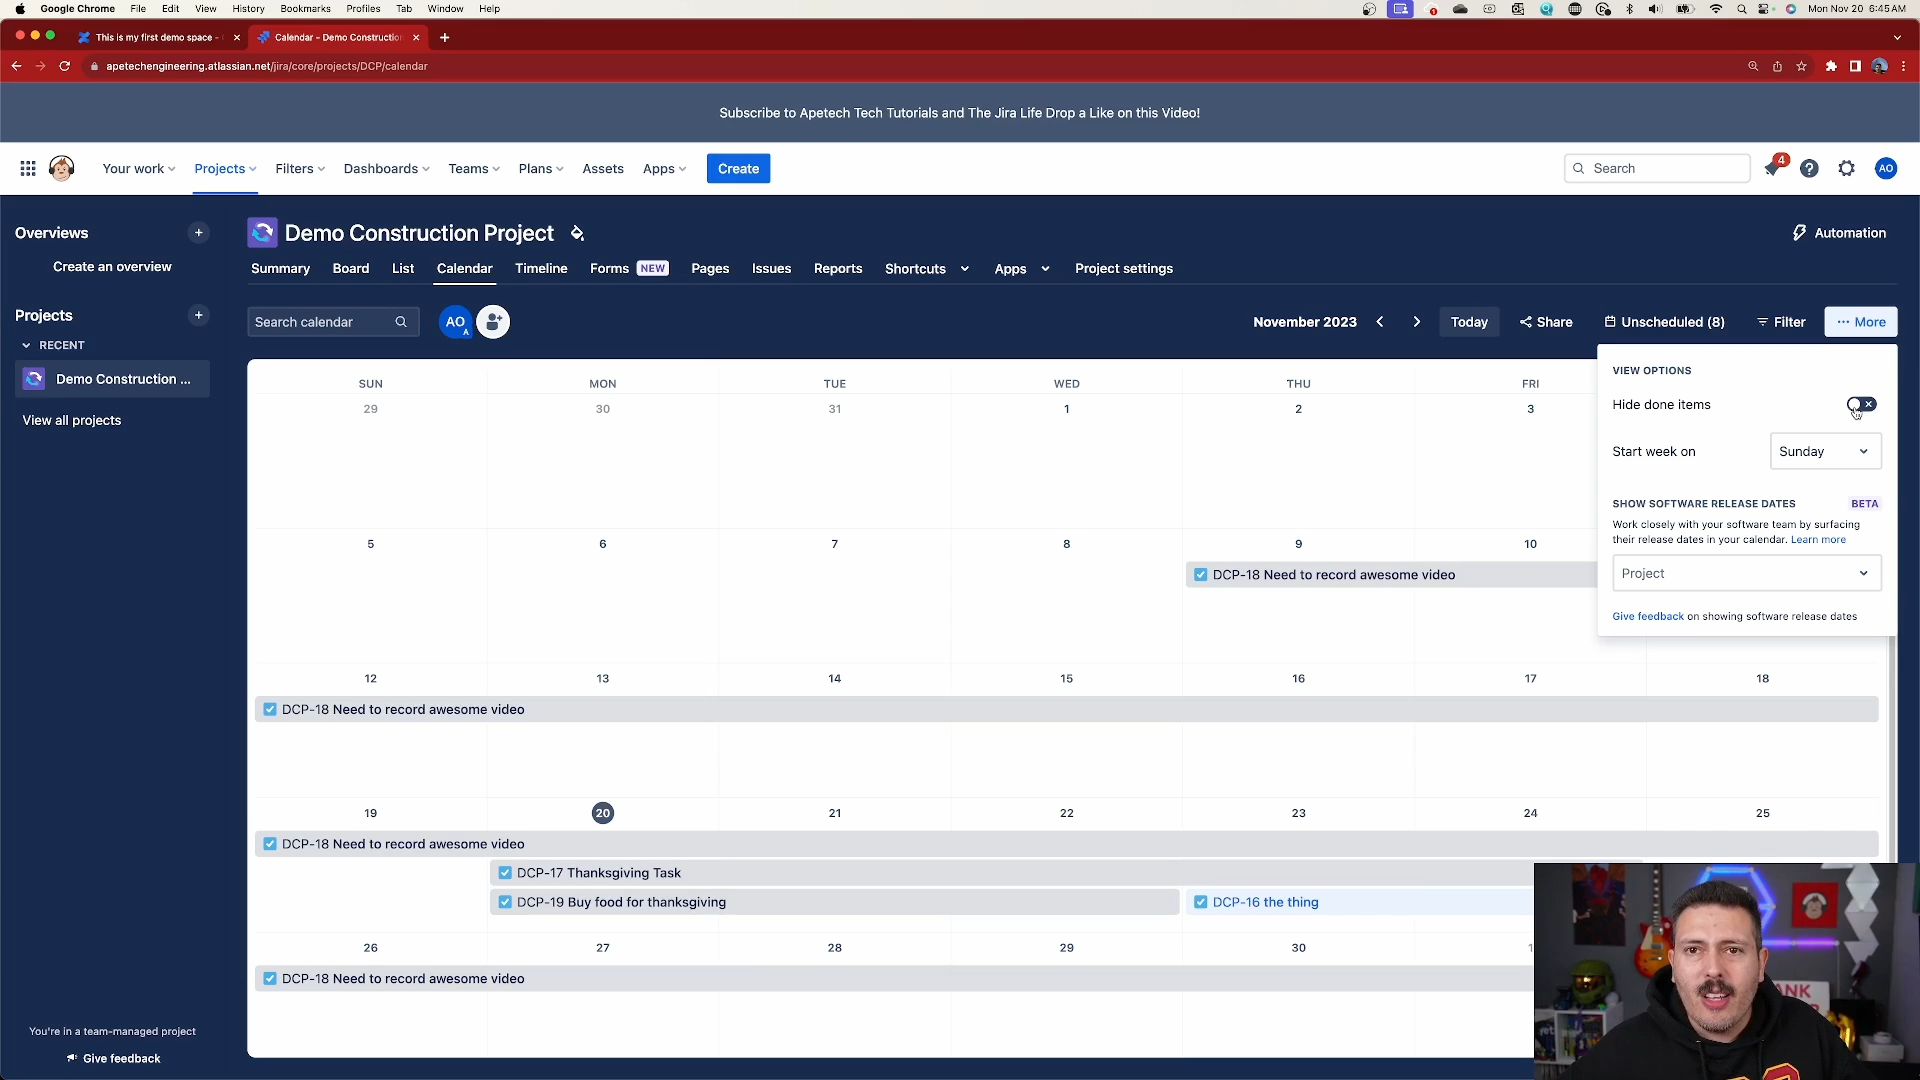 Google Chrome File Edit View History Bookmarks Profiles Tab Window Help Mon Nov 20 6:45 AM
This is my first demo space - Calendar - Demo Construction
apetechengineering.atlassian.net/jira/core/projects/DCP/calendar
Subscribe to Apetech Tech Tutorials and The Jira Life Drop a Like on this Video!
Your work Projects Filters Dashboards Teams Plans Assets Apps Create Search 4 AO
Overviews
Create an overview
Projects
RECENT
Demo Construction ...
View all projects
You're in a team-managed project
Give feedback
Demo Construction Project Automation
Summary Board List Calendar Timeline Forms NEW Pages Issues Reports Shortcuts Apps Project settings
Search calendar AO A November 2023 Today Share Unscheduled (8) Filter ... More
VIEW OPTIONS
Hide done items
Start week on Sunday
SHOW SOFTWARE RELEASE DATES BETA
Work closely with your software team by surfacing
their release dates in your calendar. Learn more
Project
Give feedback on showing software release dates
SUN MON TUE WED THU FRI
29 30 31 1 2 3
5 6 7 8 9 10
DCP-18 Need to record awesome video
12 13 14 15 16 17 18
DCP-18 Need to record awesome video
19 20 21 22 23 24 25
DCP-18 Need to record awesome video
DCP-17 Thanksgiving Task
DCP-19 Buy food for thanksgiving DCP-16 the thing
26 27 28 29 30 1
DCP-18 Need to record awesome video